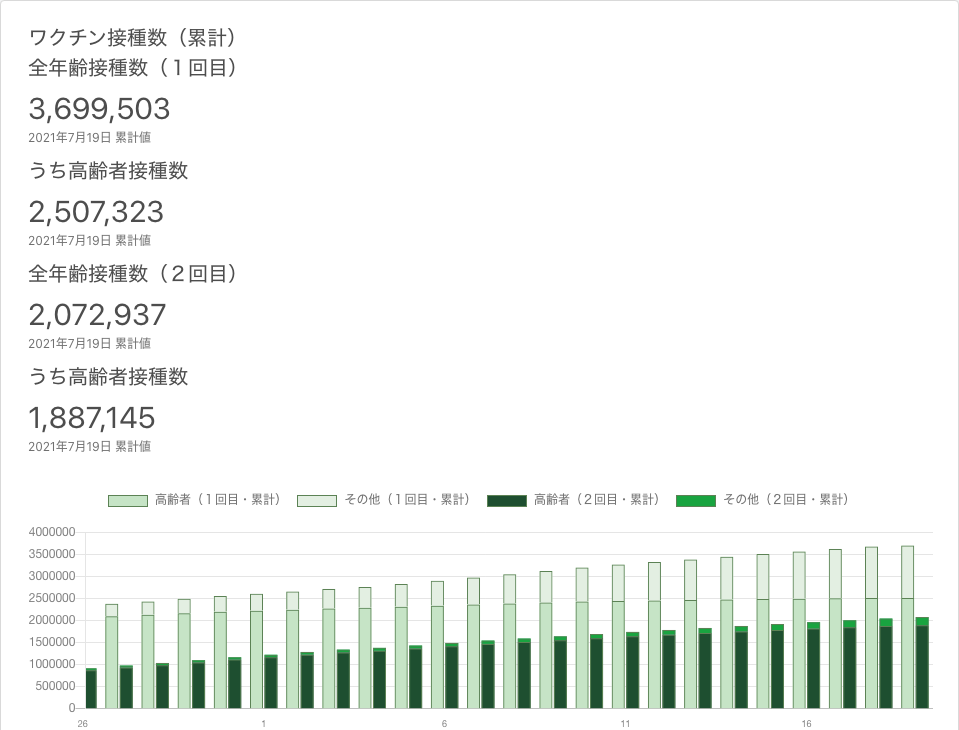 ワクチン接種数（累計）
全年齢接種数（１回目）
3,699,503
2021年7月19日 累計値
うち高齢者接種数
2,507,323
2021年7月19日 累計値
全年齢接種数（２回目）
2,072,937
2021年7月19日 累計値
うち高齢者接種数
1,887,145
2021年7月19日 累計値
高齢者（１回目・累計） その他（１回目・累計） 高齢者（２回目・累計） その他（２回目・累計）
4000000
3500000
3000000
2500000
2000000
1500000
1000000
500000
0
26 1 6 11 16